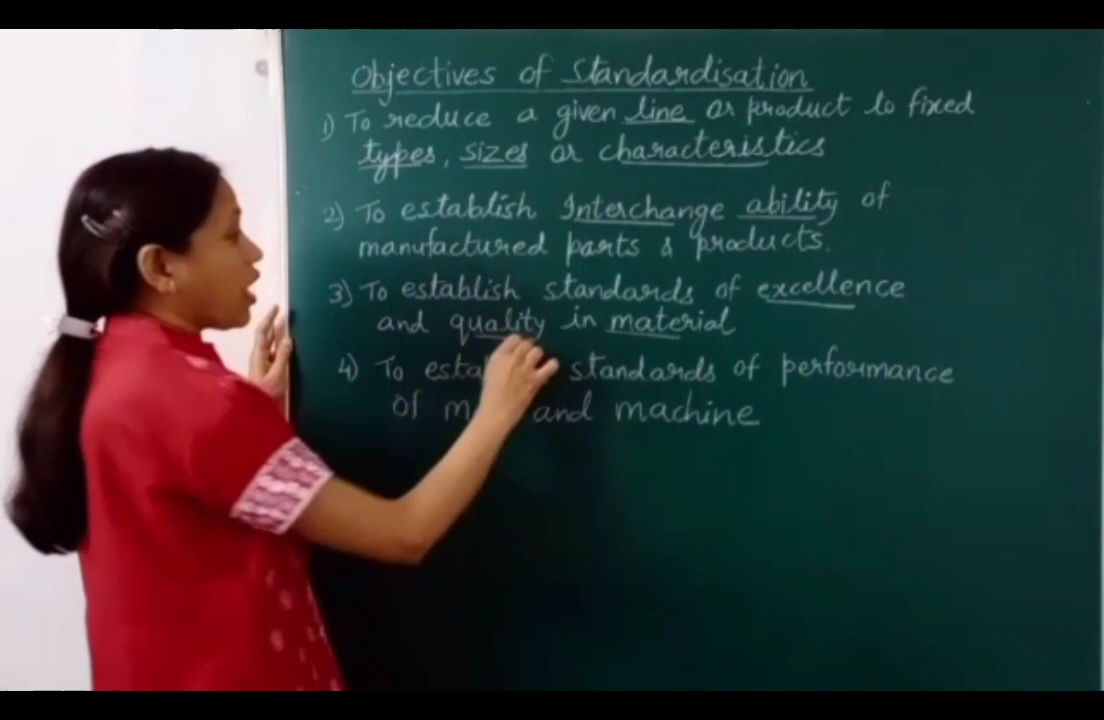 Objectives of Standardisation
1) To reduce a given line or product to fixed
types, sizes or characteristics
2) To establish Interchange ability of
manufactured parts & products.
3) To establish standards of excellence
and quality in material
4) To esta standards of performance
of m and machine